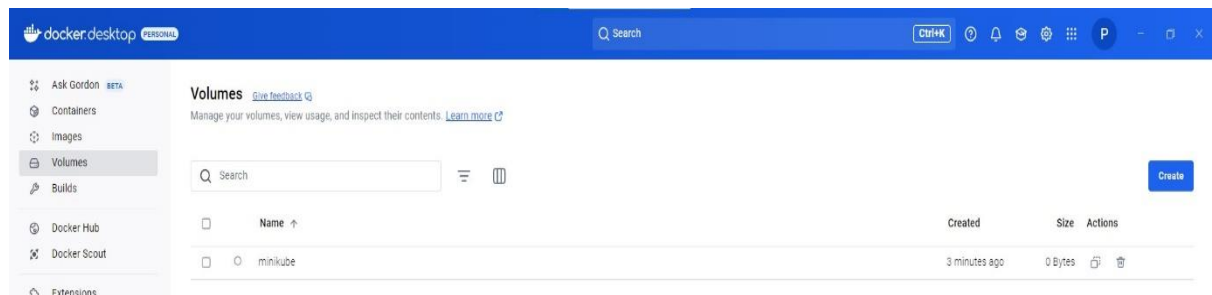 docker.desktop PERSONAL
Search
Ctrl+K
P
Ask Gordon BETA
Containers
Images
Volumes
Builds
Docker Hub
Docker Scout
Extensions
Volumes Give feedback
Manage your volumes, view usage, and inspect their contents. Learn more
Search
Create
Name Created Size Actions
minikube 3 minutes ago 0 Bytes